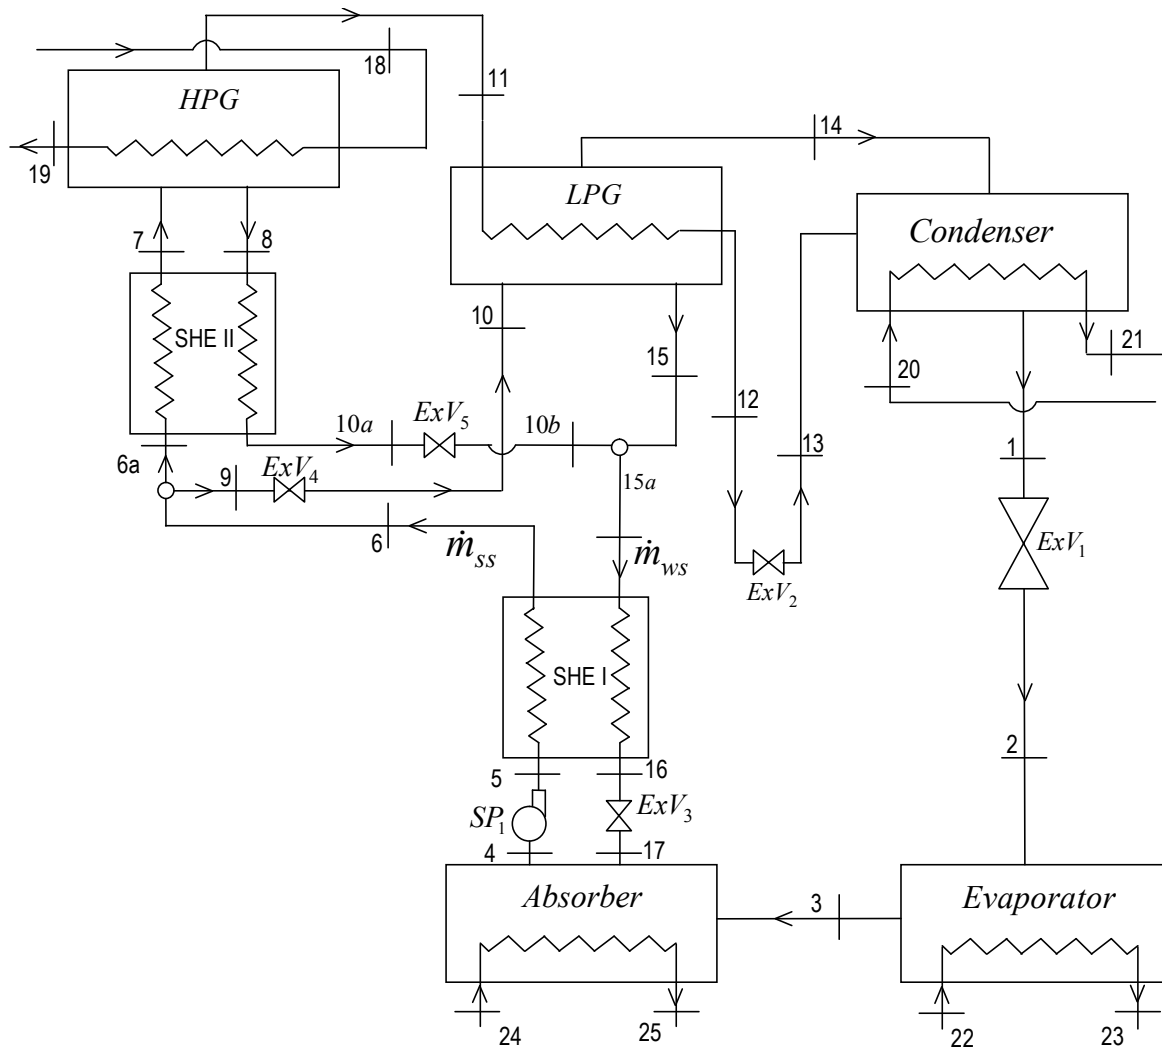 18
11
14
HPG
19
LPG
Condenser
7
8
10
SHE II
15
20
21
12
10a
ExV5
10b
13
6a
9
ExV4
15a
1
6
ṁss
ṁws
ExV2
ExV1
SHE I
2
5
16
SP1
ExV3
4
17
Absorber
3
Evaporator
24
25
22
23